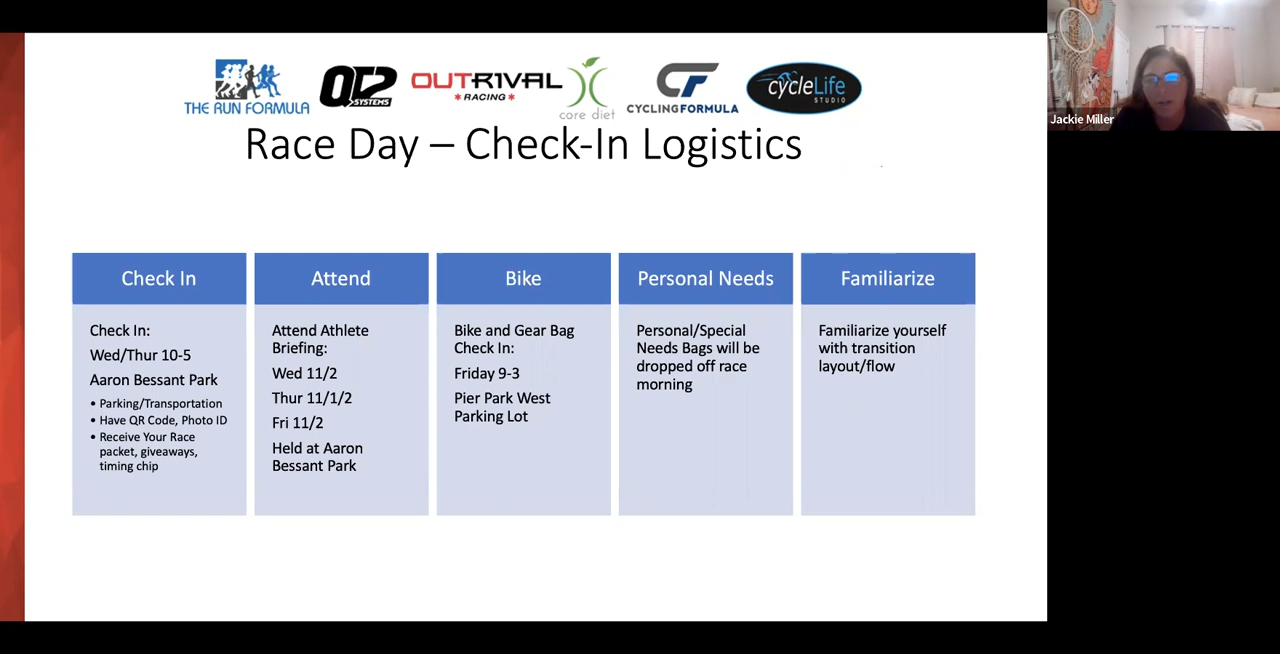 THE RUN FORMULA
OT2
SYSTEMS
OUTRIVAL
*RACING*
core diet
CYCLINGFORMULA
cycleLife
STUDIO
Jackie Miller
Race Day – Check-In Logistics
Check In
Check In:
Wed/Thur 10-5
Aaron Bessant Park
• Parking/Transportation
• Have QR Code, Photo ID
• Receive Your Race
packet, giveaways,
timing chip
Attend
Attend Athlete
Briefing:
Wed 11/2
Thur 11/1/2
Fri 11/2
Held at Aaron
Bessant Park
Bike
Bike and Gear Bag
Check In:
Friday 9-3
Pier Park West
Parking Lot
Personal Needs
Personal/Special
Needs Bags will be
dropped off race
morning
Familiarize
Familiarize yourself
with transition
layout/flow